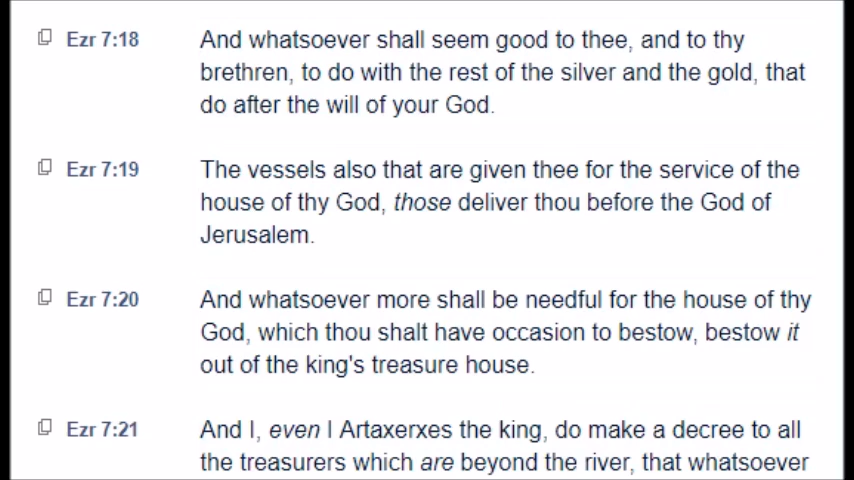 Ezr 7:18 And whatsoever shall seem good to thee, and to thy
brethren, to do with the rest of the silver and the gold, that
do after the will of your God.
Ezr 7:19 The vessels also that are given thee for the service of the
house of thy God, those deliver thou before the God of
Jerusalem.
Ezr 7:20 And whatsoever more shall be needful for the house of thy
God, which thou shalt have occasion to bestow, bestow it
out of the king's treasure house.
Ezr 7:21 And I, even I Artaxerxes the king, do make a decree to all
the treasurers which are beyond the river, that whatsoever